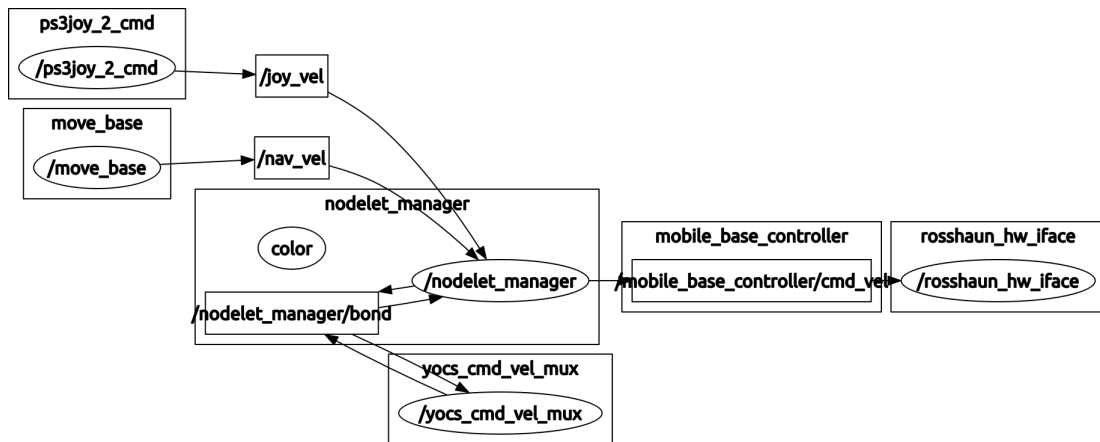 ps3joy_2_cmd
/ps3joy_2_cmd
/joy_vel
move_base
/move_base
/nav_vel
nodelet_manager
color
/nodelet_manager
/nodelet_manager/bond
mobile_base_controller
/mobile_base_controller/cmd_vel
rosshaun_hw_iface
/rosshaun_hw_iface
yocs_cmd_vel_mux
/yocs_cmd_vel_mux